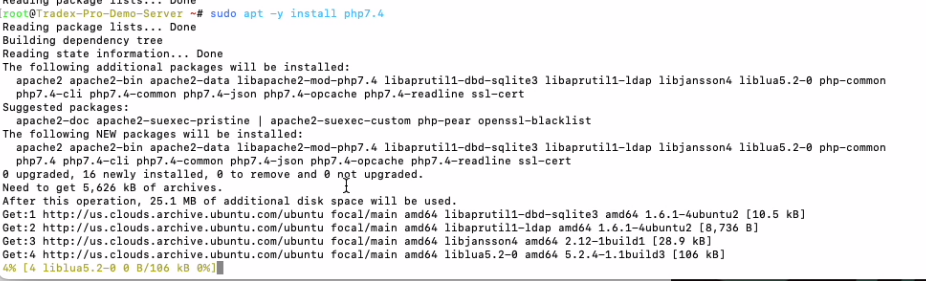 Reading package lists... Done
[root@Tradex-Pro-Demo-Server ~# sudo apt -y install php7.4
Reading package lists... Done
Building dependency tree
Reading state information... Done
The following additional packages will be installed:
apache2 apache2-bin apache2-data libapache2-mod-php7.4 libaprutil1-dbd-sqlite3 libaprutil1-ldap libjansson4 liblua5.2-0 php-common
php7.4-cli php7.4-common php7.4-json php7.4-opcache php7.4-readline ssl-cert
Suggested packages:
apache2-doc apache2-suexec-pristine | apache2-suexec-custom php-pear openssl-blacklist
The following NEW packages will be installed:
apache2 apache2-bin apache2-data libapache2-mod-php7.4 libaprutil1-dbd-sqlite3 libaprutil1-ldap libjansson4 liblua5.2-0 php-common
php7.4 php7.4-cli php7.4-common php7.4-json php7.4-opcache php7.4-readline ssl-cert
0 upgraded, 16 newly installed, 0 to remove and 0 not upgraded.
Need to get 5,626 kB of archives.
After this operation, 25.1 MB of additional disk space will be used.
Get:1 http://us.clouds.archive.ubuntu.com/ubuntu focal/main amd64 libaprutil1-dbd-sqlite3 amd64 1.6.1-4ubuntu2 [10.5 kB]
Get:2 http://us.clouds.archive.ubuntu.com/ubuntu focal/main amd64 libaprutil1-ldap amd64 1.6.1-4ubuntu2 [8,736 B]
Get:3 http://us.clouds.archive.ubuntu.com/ubuntu focal/main amd64 libjansson4 amd64 2.12-1build1 [28.9 kB]
Get:4 http://us.clouds.archive.ubuntu.com/ubuntu focal/main amd64 liblua5.2-0 amd64 5.2.4-1.1build3 [106 kB]
4% [4 liblua5.2-0 0 B/106 kB 0%]